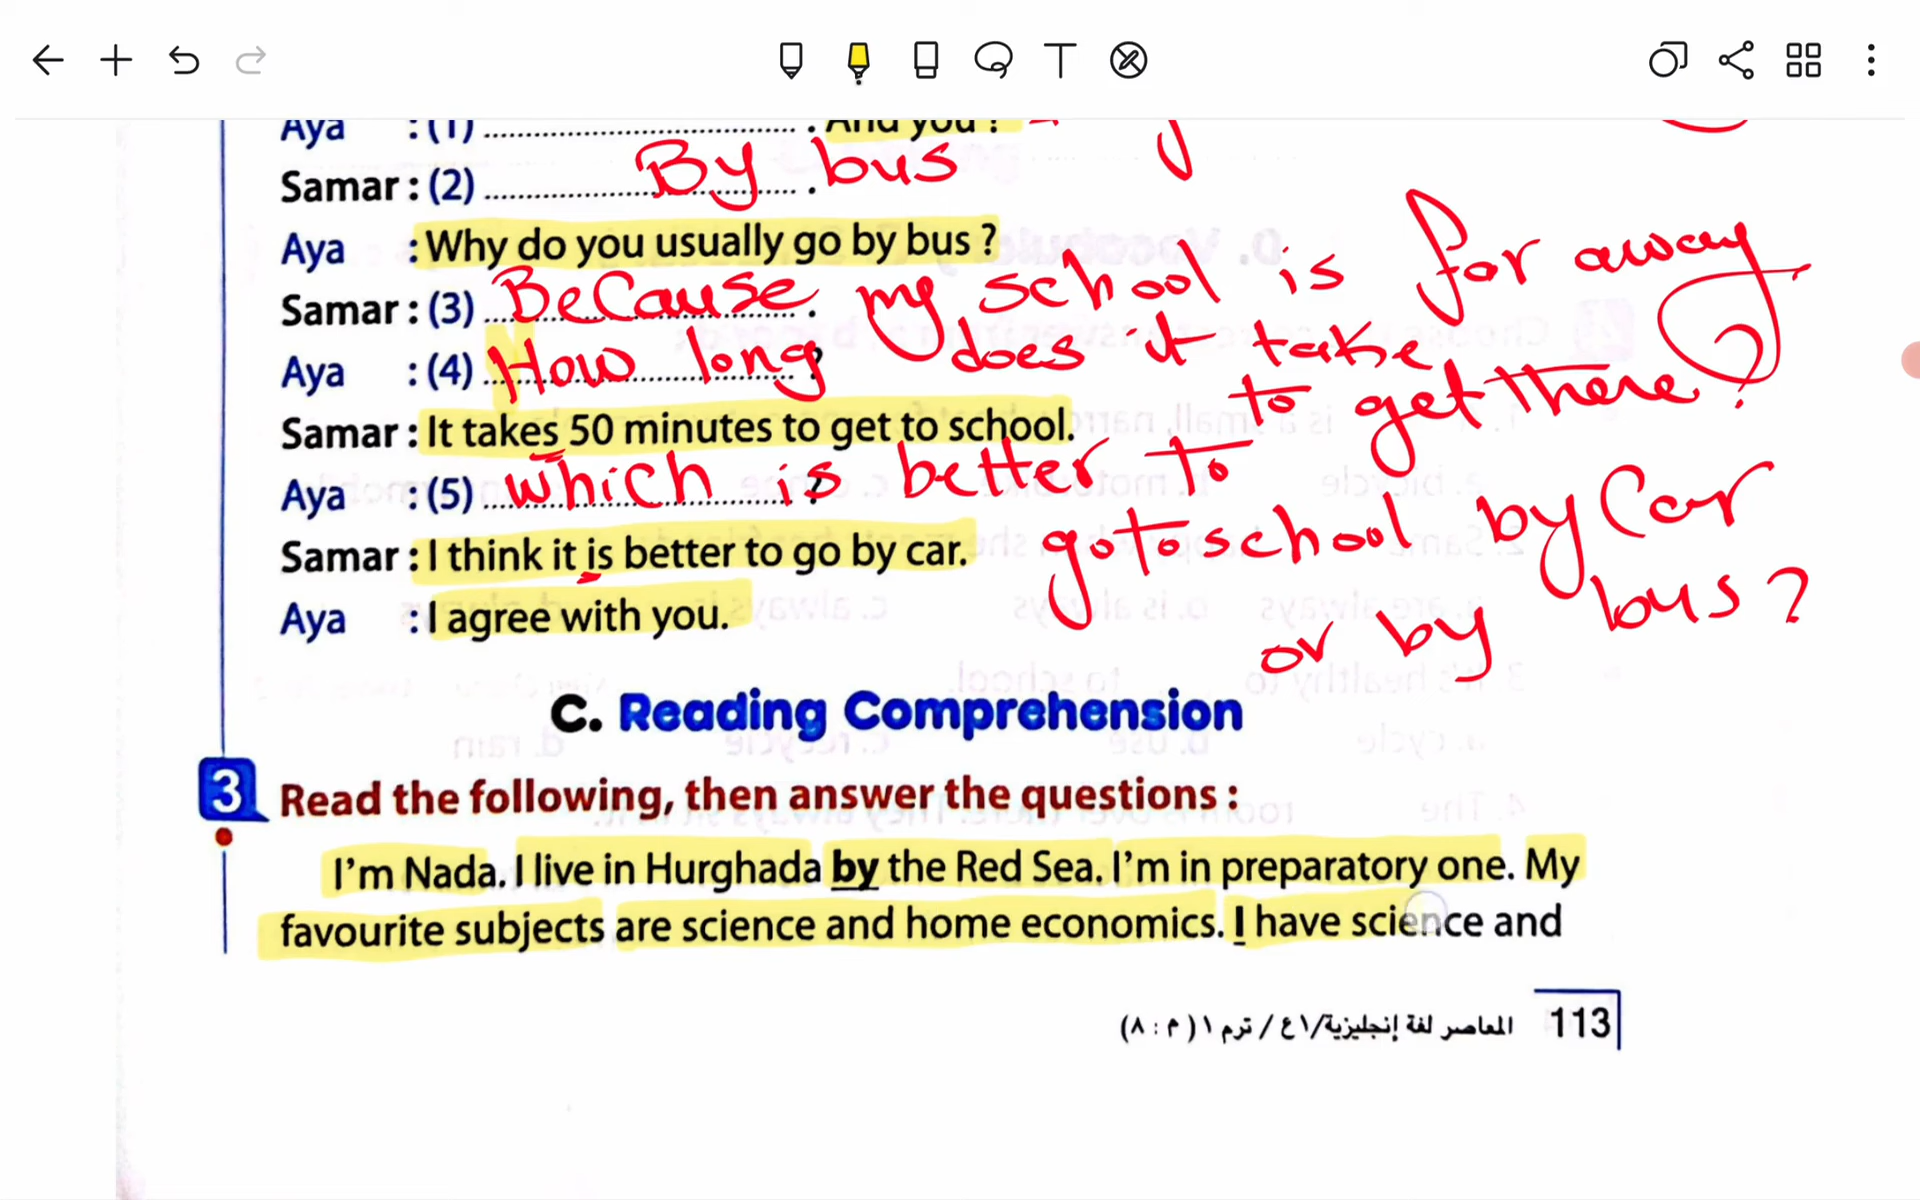 Aya : (1) ............................... . And you ?
Samar : (2) ............................... . By bus
Aya : Why do you usually go by bus ?
Samar : (3) Because my school is far away
Aya : (4) How long does it take
to get there ?
Samar : It takes 50 minutes to get to school.
Aya : (5) which is better to
Samar : I think it is better to go by car. go to school by Car
Aya : I agree with you. or by bus ?
C. Reading Comprehension
3 Read the following, then answer the questions :
I'm Nada. I live in Hurghada by the Red Sea. I'm in preparatory one. My
favourite subjects are science and home economics. I have science and
المعاصر لغة إنجليزية/١ع / ترم ١ (م : ٨) 113